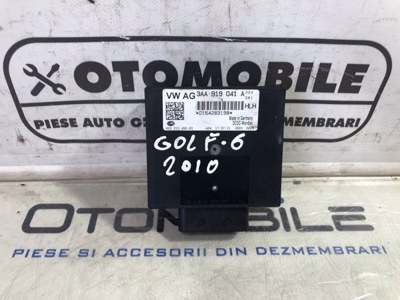 OTOMOBILE
PIESE AUTO
DEZMEMBRARI
VW AG 3AA 919 041 A
HLH
Made in Germany
GOLF-6
2010
OTOMOBILE
PIESE SI ACCESORII DIN DEZMEMBRARI